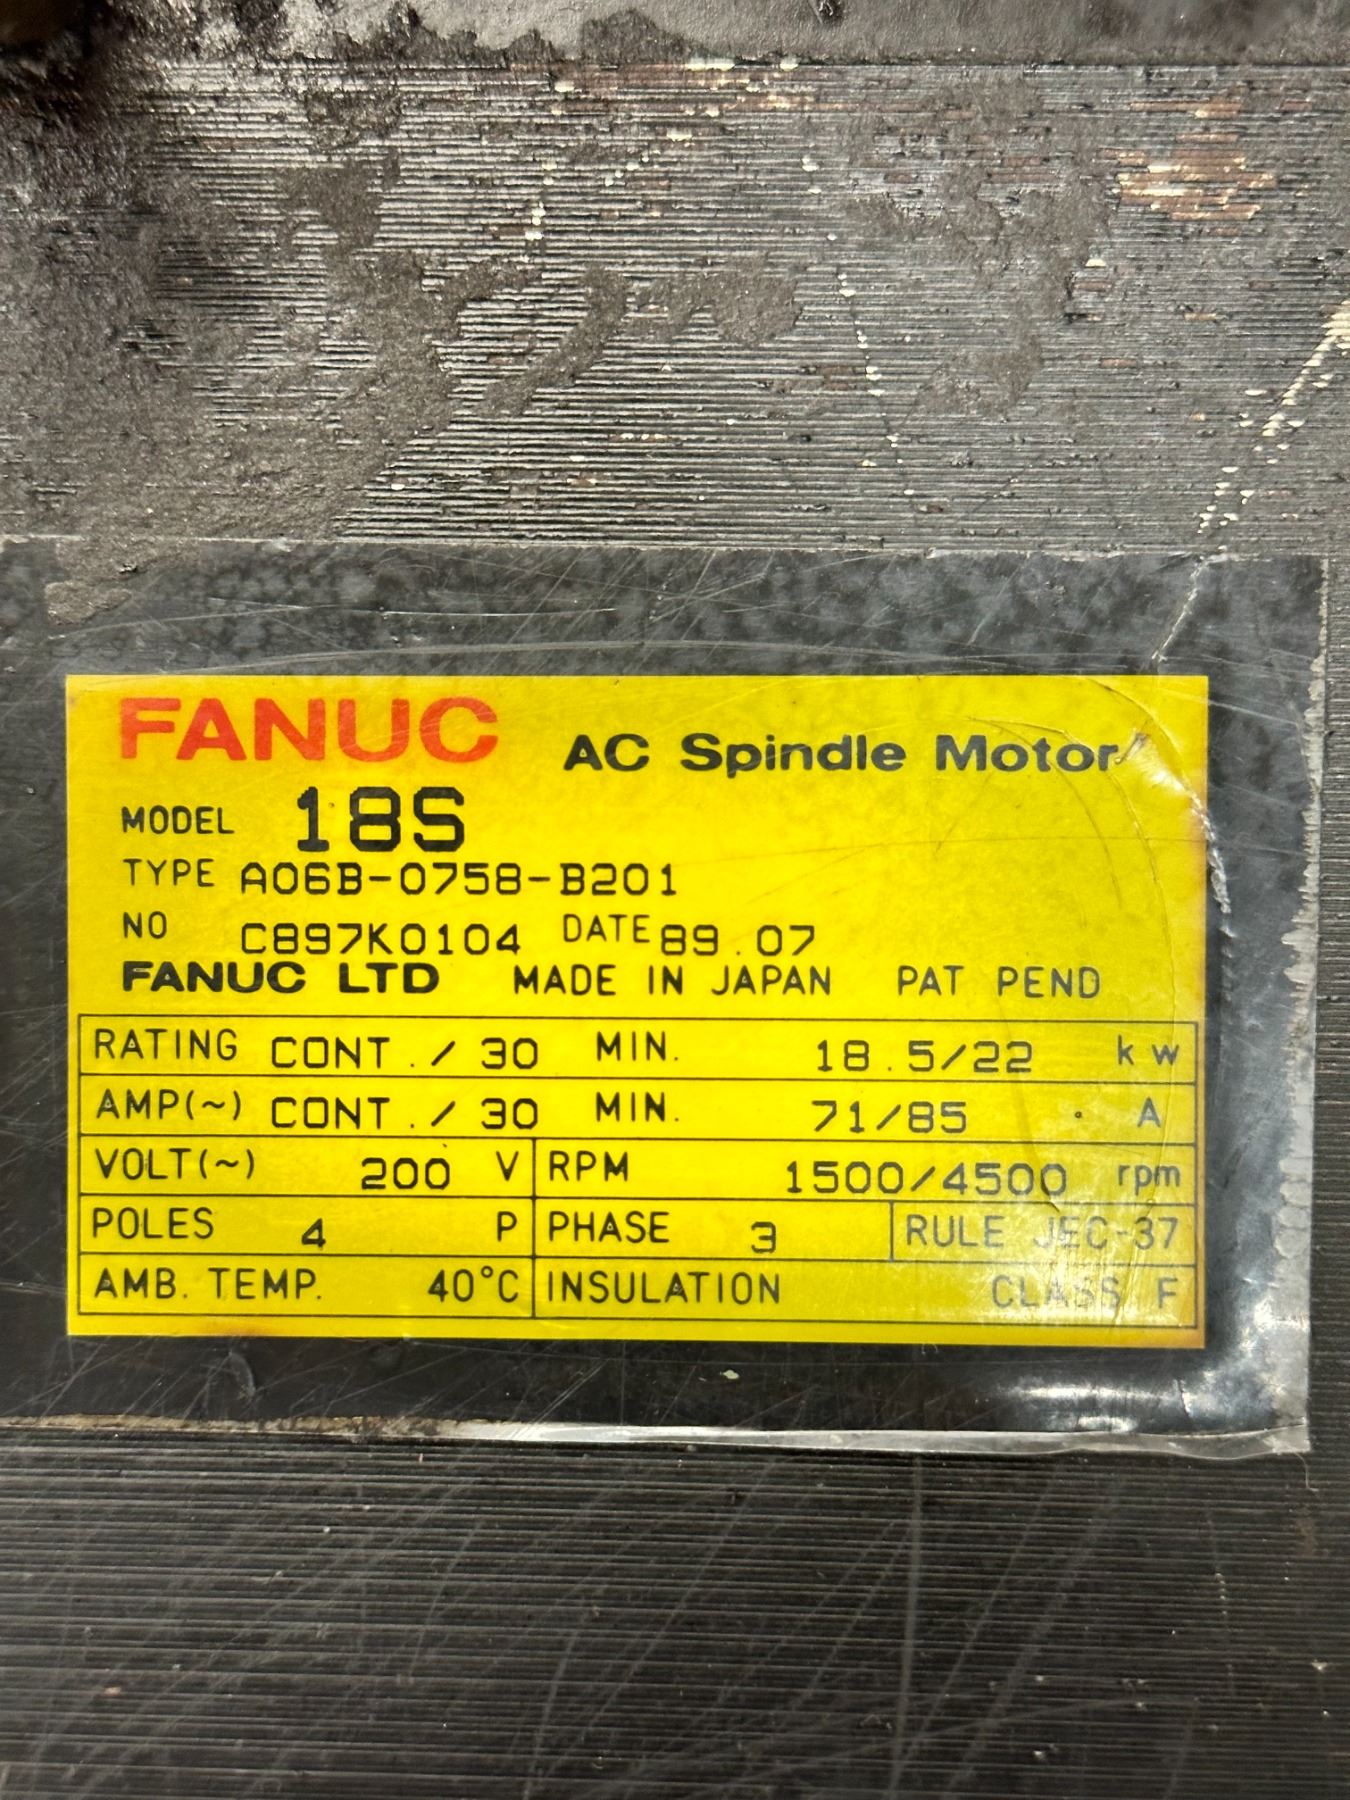 FANUC AC Spindle Motor
MODEL 18S
TYPE A06B-0758-B201
NO C897K0104 DATE 89.07
FANUC LTD MADE IN JAPAN PAT PEND
RATING CONT./30 MIN. 18.5/22 kw
AMP(~) CONT./30 MIN. 71/85 A
VOLT(~) 200 V RPM 1500/4500 rpm
POLES 4 P PHASE 3 RULE JEC-37
AMB. TEMP. 40°C INSULATION CLASS F